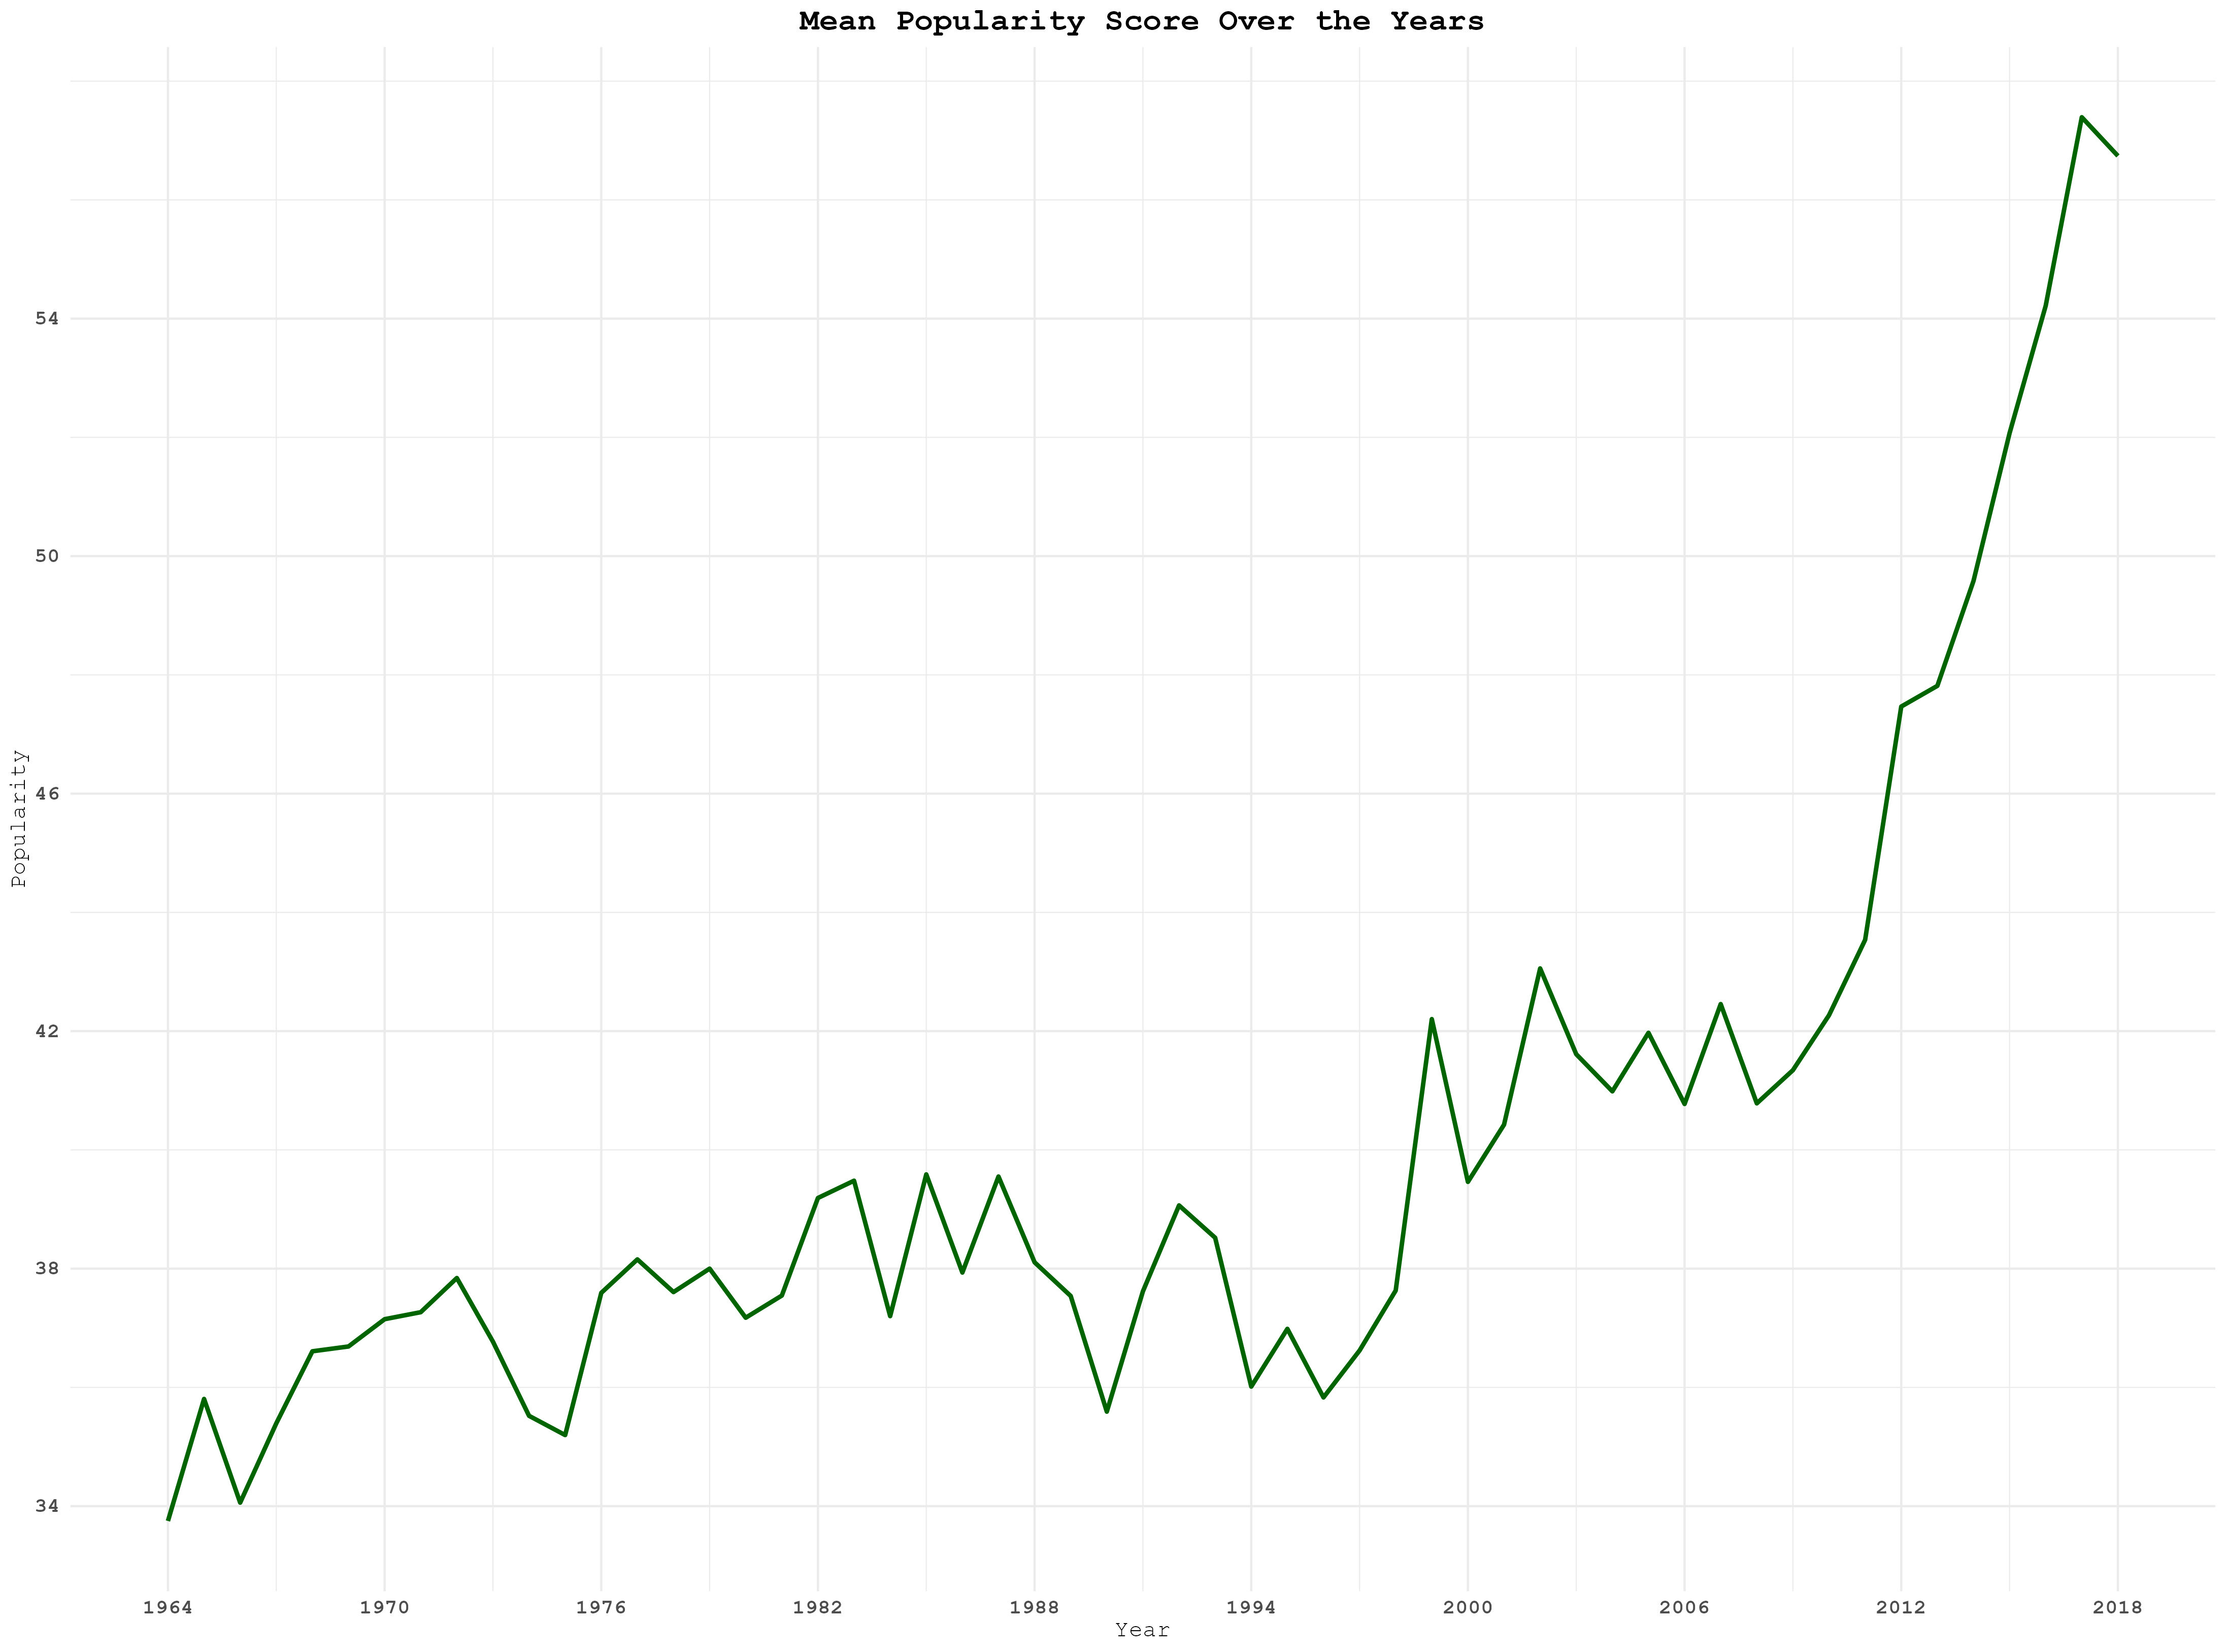 Mean Popularity Score Over the Years
Popularity
54
50
46
42
38
34
1964 1970 1976 1982 1988 1994 2000 2006 2012 2018
Year